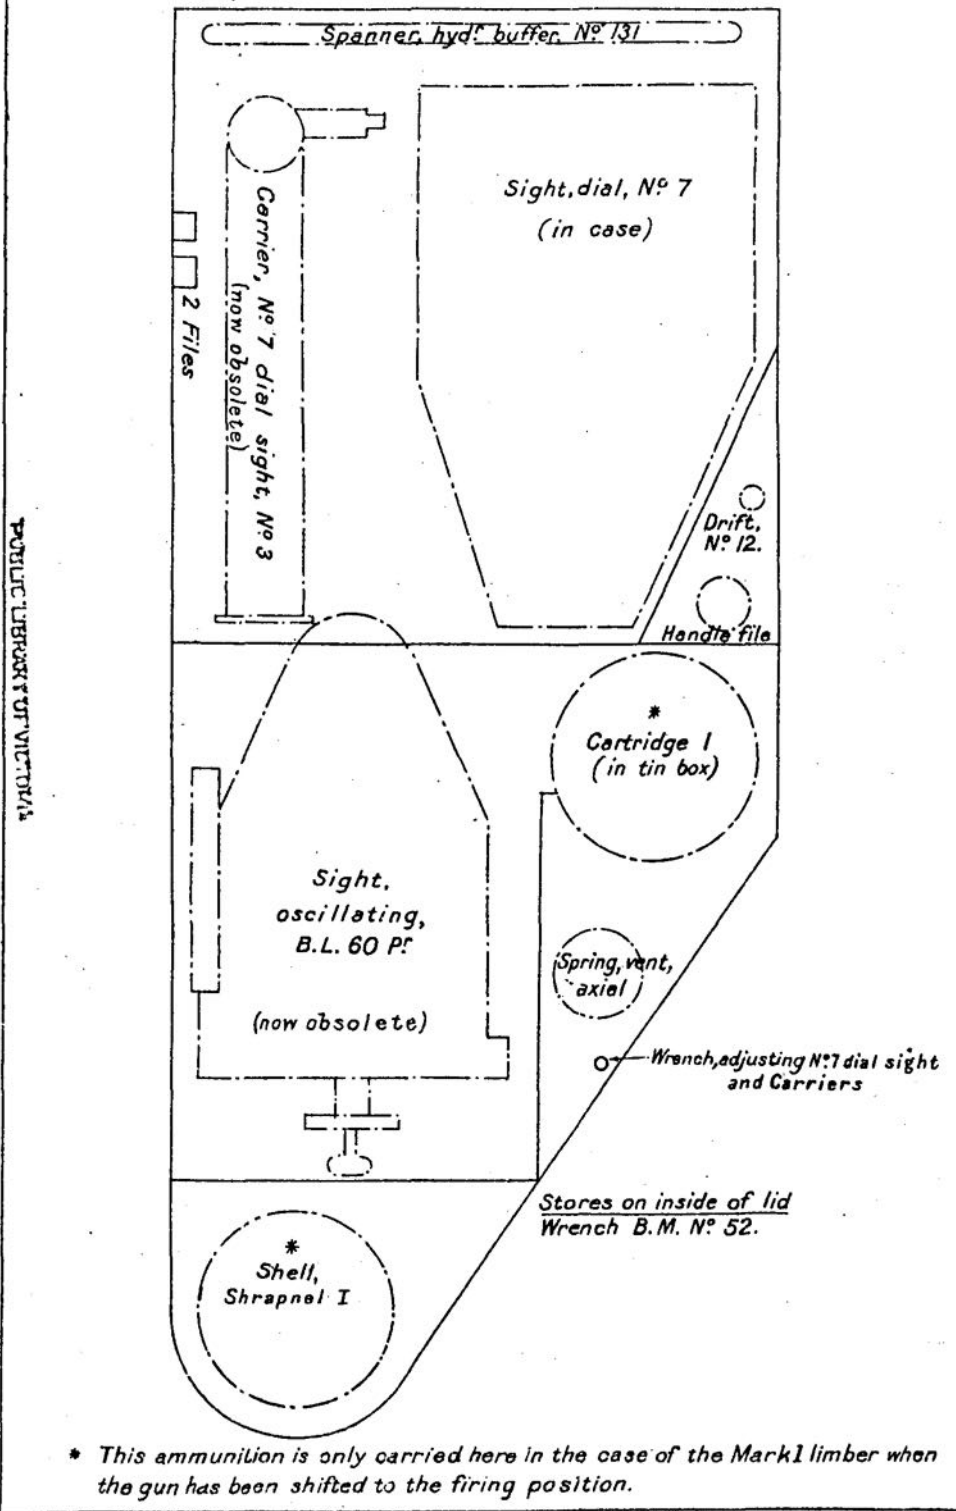 Spanner, hydr. buffer, No. 131
Sight, dial, No. 7
(in case)
Carrier, No. 7 dial sight, No. 3
(now obsolete)
2 Files
Drift,
No. 12.
Handle file
PUBLIC LIBRARY OF VICTORIA
* 
Cartridge 1
(in tin box)
Sight,
oscillating,
B.L. 60 Pr.
(now obsolete)
Spring, vent,
axial
Wrench, adjusting No. 7 dial sight
and Carriers
Stores on inside of lid
Wrench B.M. No. 52.
*
Shell,
Shrapnel I
* This ammunition is only carried here in the case of the Mark I limber when
the gun has been shifted to the firing position.